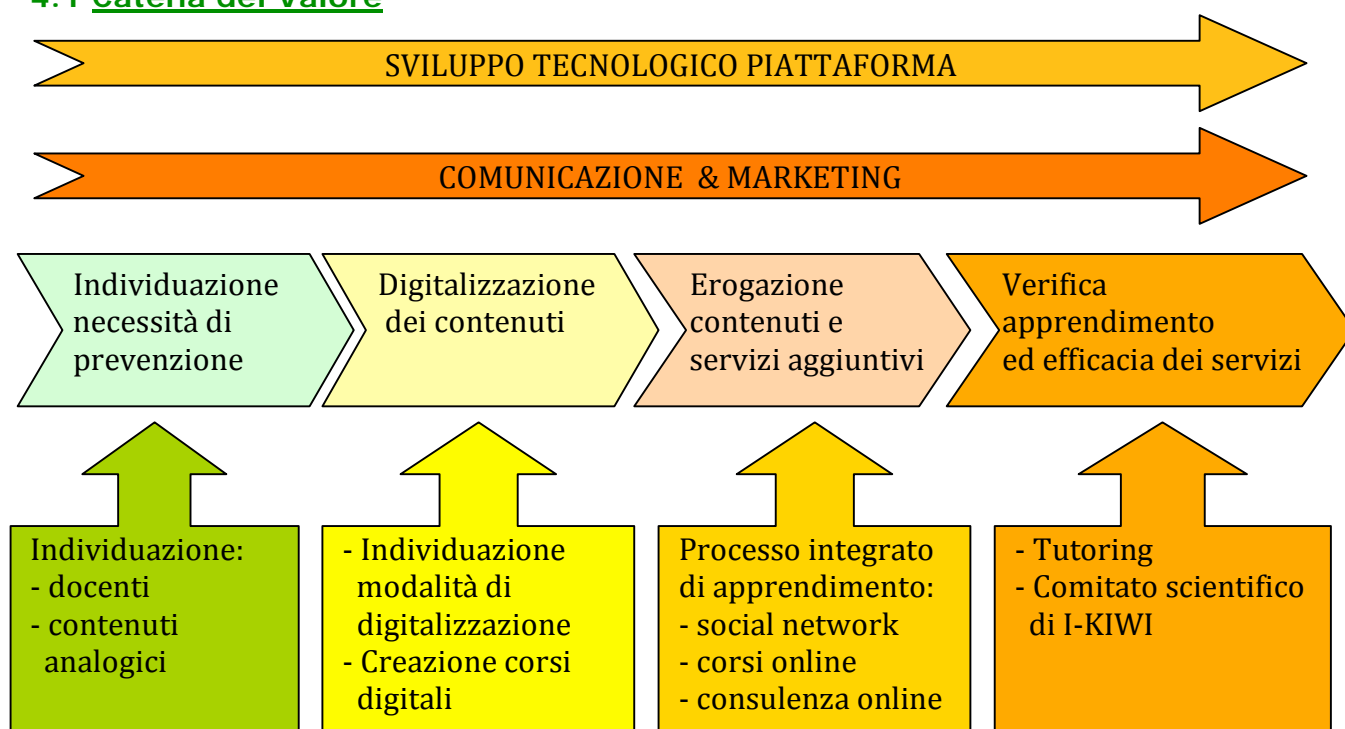 4.1 Catena del Valore
SVILUPPO TECNOLOGICO PIATTAFORMA
COMUNICAZIONE & MARKETING
Individuazione
necessità di
prevenzione
Digitalizzazione
dei contenuti
Erogazione
contenuti e
servizi aggiuntivi
Verifica
apprendimento
ed efficacia dei servizi
Individuazione:
- docenti
- contenuti
analogici
- Individuazione
modalità di
digitalizzazione
- Creazione corsi
digitali
Processo integrato
di apprendimento:
- social network
- corsi online
- consulenza online
- Tutoring
- Comitato scientifico
di I-KIWI